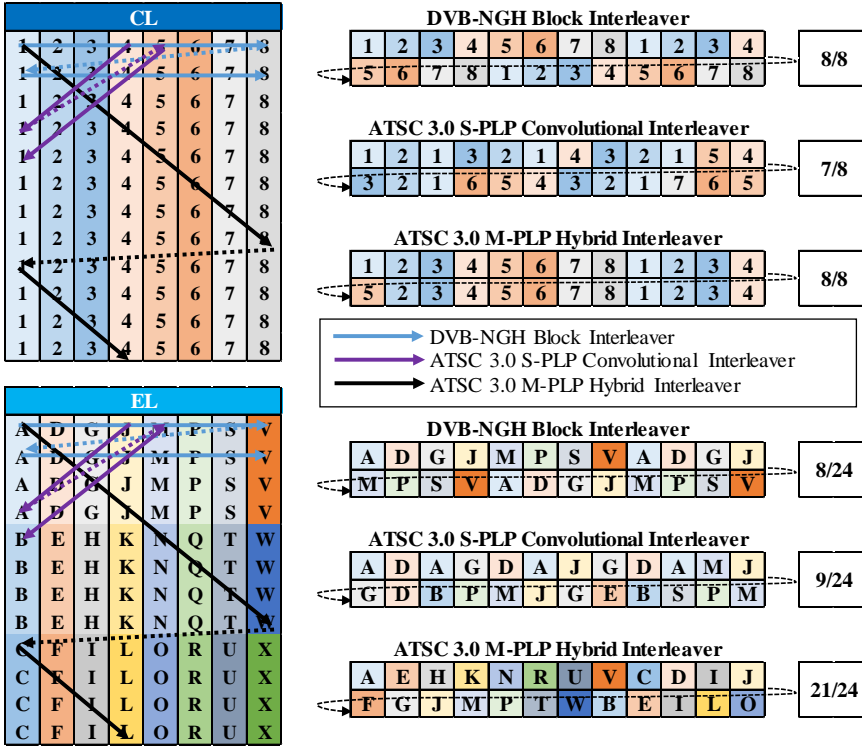 CL
1 2 3 4 5 6 7 8
1 2 3 4 5 6 7 8
1 2 3 4 5 6 7 8
1 2 3 4 5 6 7 8
1 2 3 4 5 6 7 8
1 2 3 4 5 6 7 8
1 2 3 4 5 6 7 8
1 2 3 4 5 6 7 8
1 2 3 4 5 6 7 8
1 2 3 4 5 6 7 8
1 2 3 4 5 6 7 8
1 2 3 4 5 6 7 8
DVB-NGH Block Interleaver
1 2 3 4 5 6 7 8 1 2 3 4
5 6 7 8 1 2 3 4 5 6 7 8
8/8
ATSC 3.0 S-PLP Convolutional Interleaver
1 2 1 3 2 1 4 3 2 1 5 4
3 2 1 6 5 4 3 2 1 7 6 5
7/8
ATSC 3.0 M-PLP Hybrid Interleaver
1 2 3 4 5 6 7 8 1 2 3 4
5 2 3 4 5 6 7 8 1 2 3 4
8/8
DVB-NGH Block Interleaver
ATSC 3.0 S-PLP Convolutional Interleaver
ATSC 3.0 M-PLP Hybrid Interleaver
EL
A D G J M P S V
A D G J M P S V
A D G J M P S V
A D G J M P S V
B E H K N Q T W
B E H K N Q T W
B E H K N Q T W
B E H K N Q T W
C F I L O R U X
C F I L O R U X
C F I L O R U X
C F I L O R U X
DVB-NGH Block Interleaver
A D G J M P S V A D G J
M P S V A D G J M P S V
8/24
ATSC 3.0 S-PLP Convolutional Interleaver
A D A G D A J G D A M J
G D B P M J G E B S P M
9/24
ATSC 3.0 M-PLP Hybrid Interleaver
A E H K N R U V C D I J
F G J M P T W B E I L O
21/24